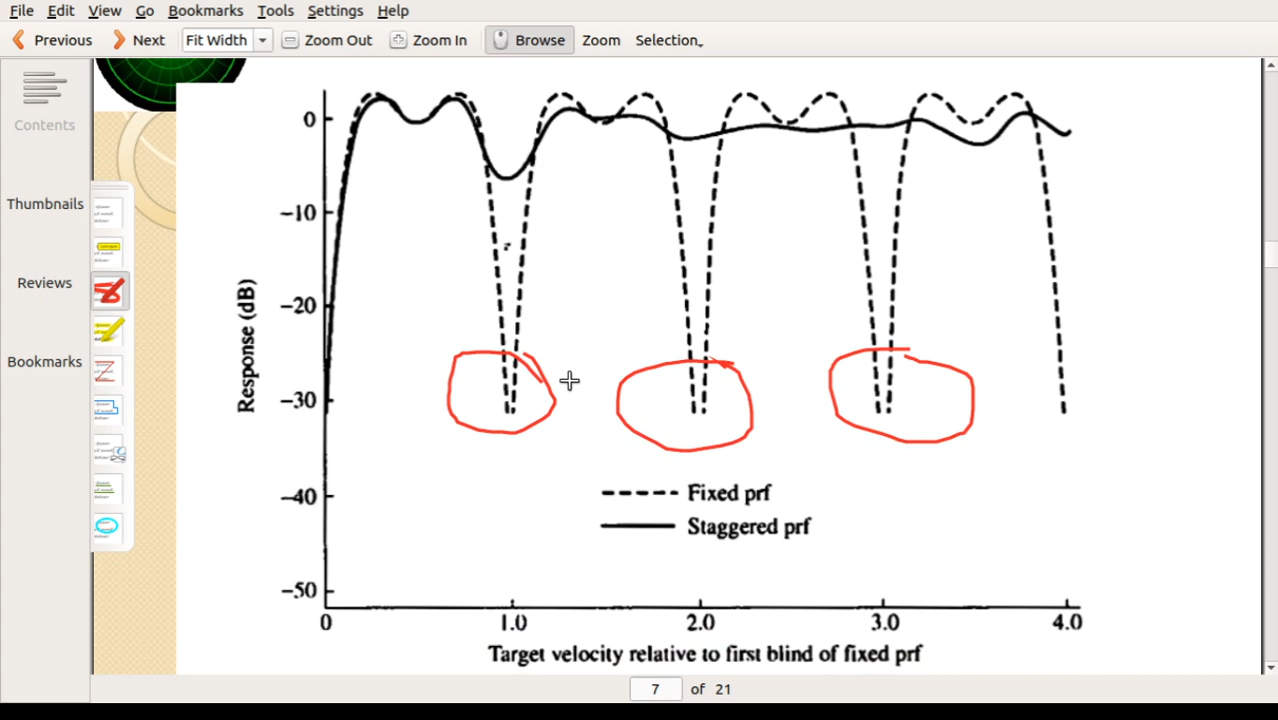 File Edit View Go Bookmarks Tools Settings Help
Previous Next Fit Width Zoom Out Zoom In Browse Zoom Selection
Contents
Thumbnails
Reviews
Bookmarks
Response (dB)
0
−10
−20
−30
−40
−50
Fixed prf
Staggered prf
0 1.0 2.0 3.0 4.0
Target velocity relative to first blind of fixed prf
7 of 21